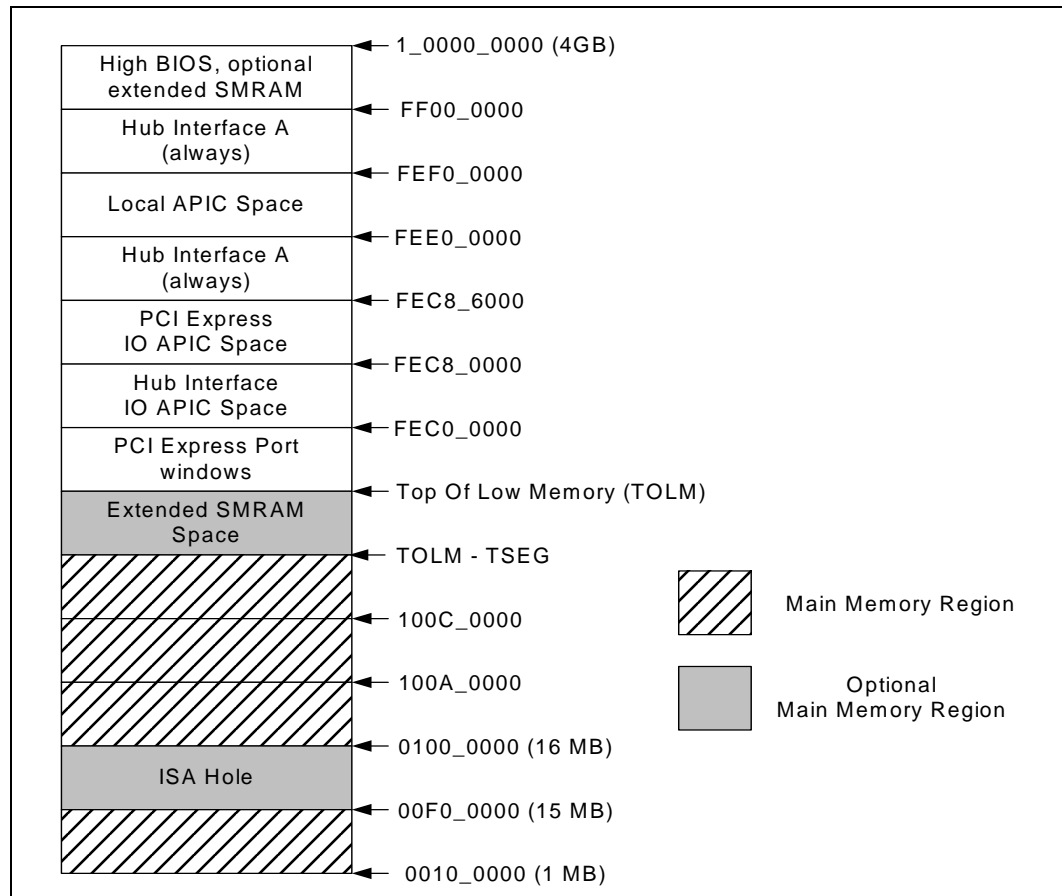 1_0000_0000 (4GB)
High BIOS, optional
extended SMRAM
FF00_0000
Hub Interface A
(always)
FEF0_0000
Local APIC Space
FEE0_0000
Hub Interface A
(always)
FEC8_6000
PCI Express
IO APIC Space
FEC8_0000
Hub Interface
IO APIC Space
FEC0_0000
PCI Express Port
windows
Top Of Low Memory (TOLM)
Extended SMRAM
Space
TOLM - TSEG
100C_0000
100A_0000
0100_0000 (16 MB)
ISA Hole
00F0_0000 (15 MB)
0010_0000 (1 MB)
Main Memory Region
Optional
Main Memory Region